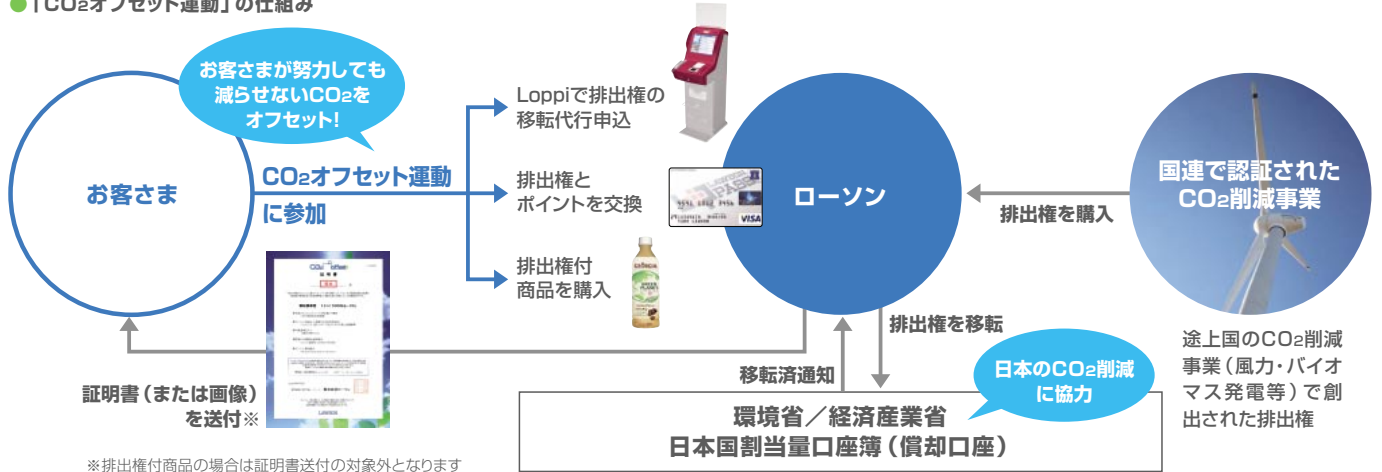 ●「CO2オフセット運動」の仕組み
お客さまが努力しても
減らせないCO2を
オフセット!
お客さま
CO2オフセット運動
に参加
Loppiで排出権の
移転代行申込
排出権と
ポイントを交換
排出権付
商品を購入
VISA
ローソン
排出権を購入
国連で認証された
CO2削減事業
途上国のCO2削減
事業(風力・バイオ
マス発電等)で創
出された排出権
証明書(または画像)
を送付※
排出権を移転
移転済通知
日本のCO2削減
に協力
環境省/経済産業省
日本国割当量口座簿(償却口座)
※排出権付商品の場合は証明書送付の対象外となります